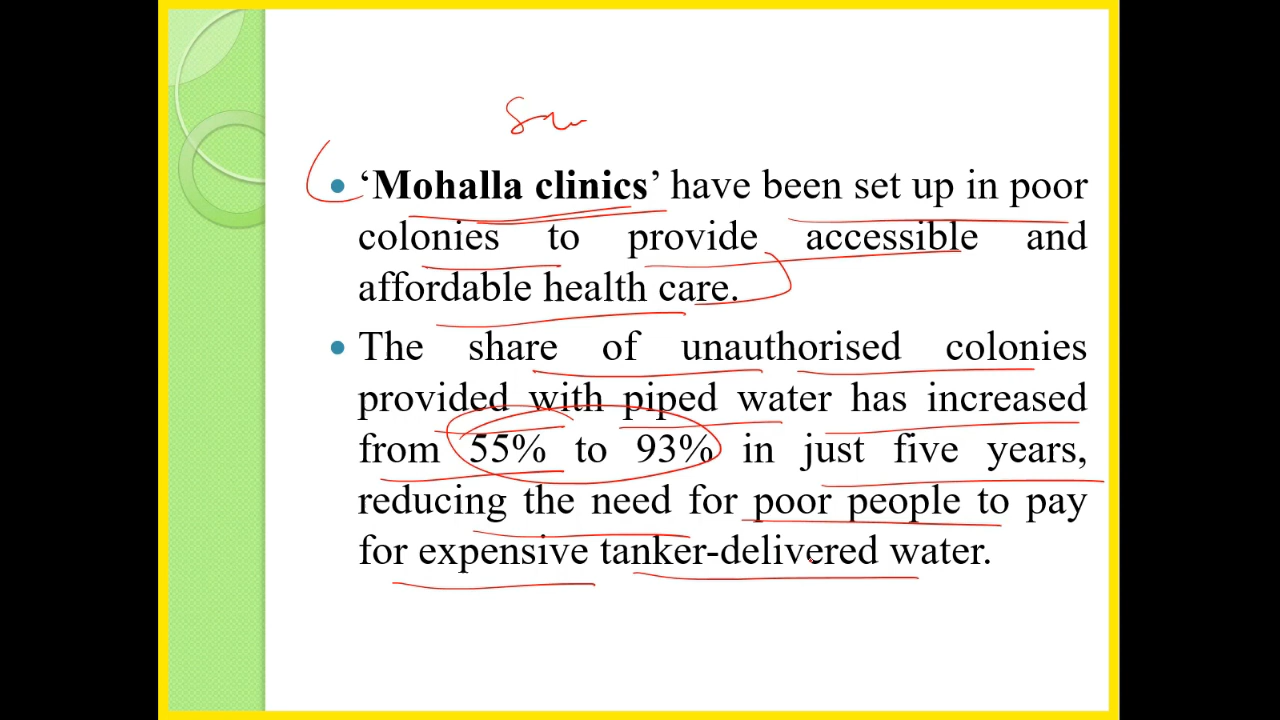 • ‘Mohalla clinics’ have been set up in poor
colonies to provide accessible and
affordable health care.
• The share of unauthorised colonies
provided with piped water has increased
from 55% to 93% in just five years,
reducing the need for poor people to pay
for expensive tanker-delivered water.